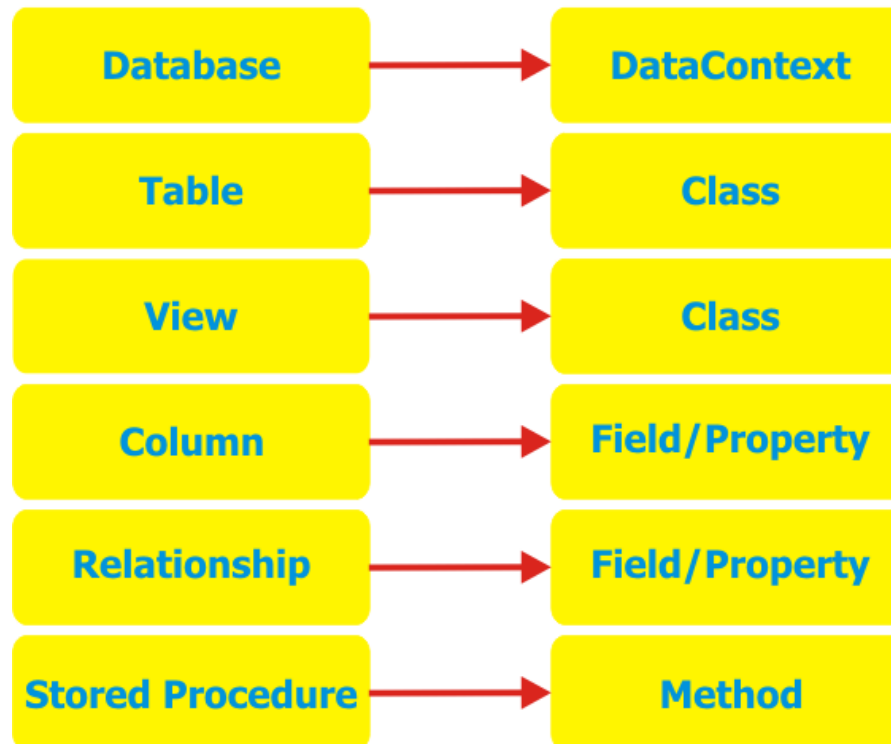 Database
DataContext
Table
Class
View
Class
Column
Field/Property
Relationship
Field/Property
Stored Procedure
Method